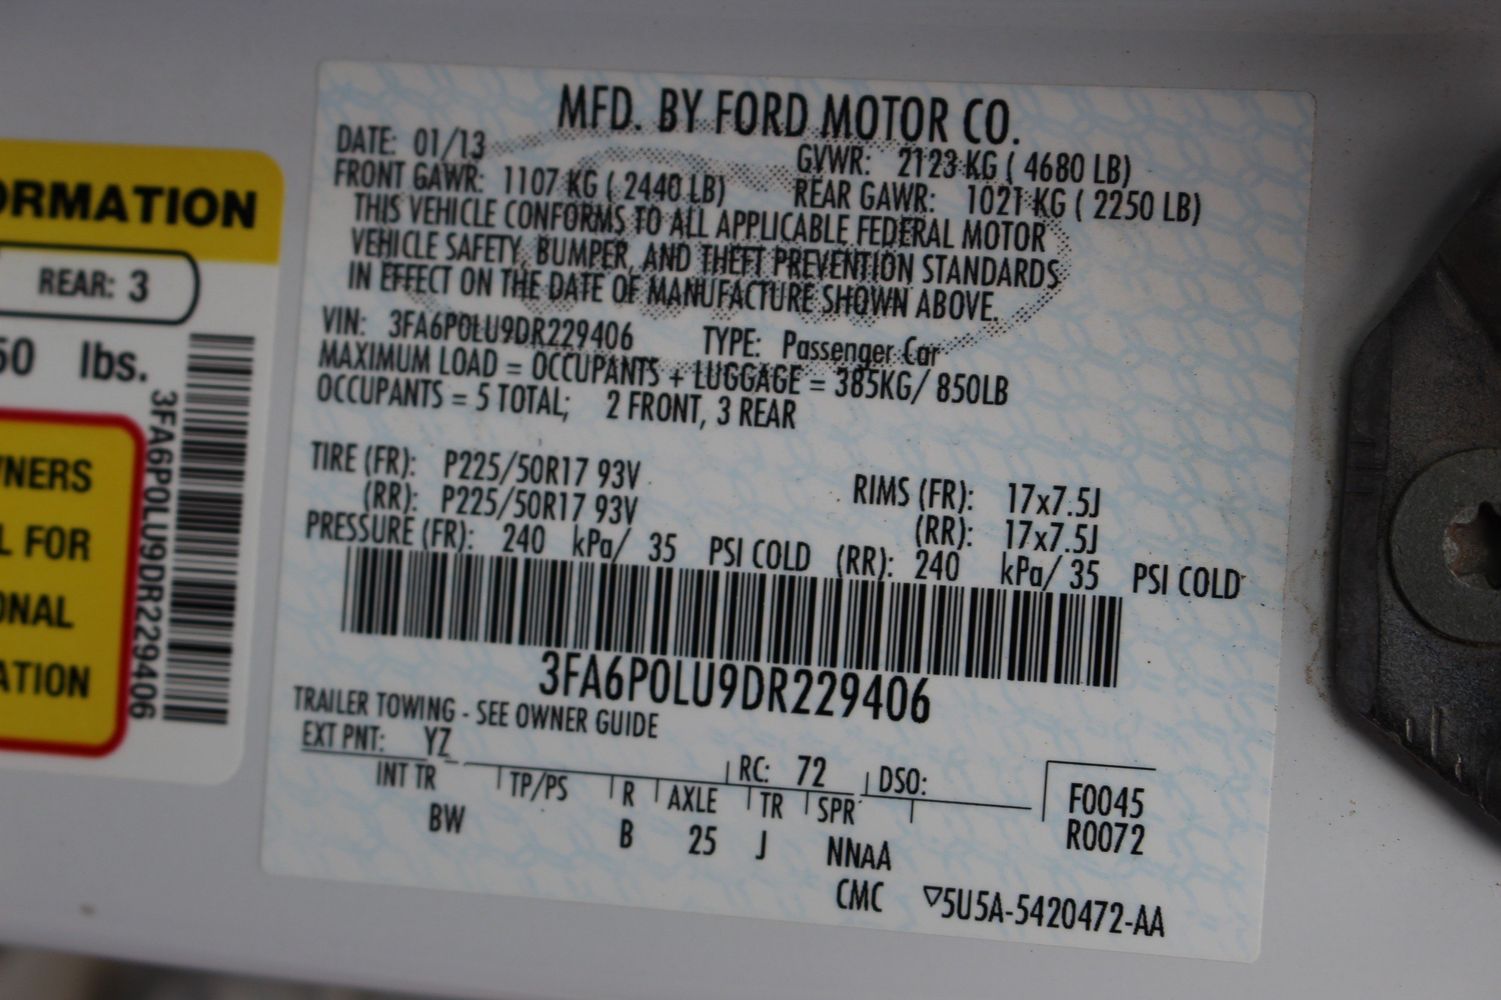 ORMATION
REAR: 3
50 lbs.
3FA6P0LU9DR229406
WNERS
L FOR
ONAL
ATION
MFD. BY FORD MOTOR CO.
DATE: 01/13 GVWR: 2123 KG ( 4680 LB)
FRONT GAWR: 1107 KG ( 2440 LB) REAR GAWR: 1021 KG ( 2250 LB)
THIS VEHICLE CONFORMS TO ALL APPLICABLE FEDERAL MOTOR
VEHICLE SAFETY, BUMPER, AND THEFT PREVENTION STANDARDS
IN EFFECT ON THE DATE OF MANUFACTURE SHOWN ABOVE.
VIN: 3FA6P0LU9DR229406 TYPE: Passenger Car
MAXIMUM LOAD = OCCUPANTS + LUGGAGE = 385KG/ 850LB
OCCUPANTS = 5 TOTAL; 2 FRONT, 3 REAR
TIRE (FR): P225/50R17 93V RIMS (FR): 17x7.5J
(RR): P225/50R17 93V (RR): 17x7.5J
PRESSURE (FR): 240 kPa/ 35 PSI COLD (RR): 240 kPa/ 35 PSI COLD
3FA6P0LU9DR229406
TRAILER TOWING - SEE OWNER GUIDE
EXT PNT: YZ RC: 72 DSO: F0045
INT TR TP/PS R AXLE TR SPR R0072
BW B 25 J NNAA
CMC ▽5U5A-5420472-AA